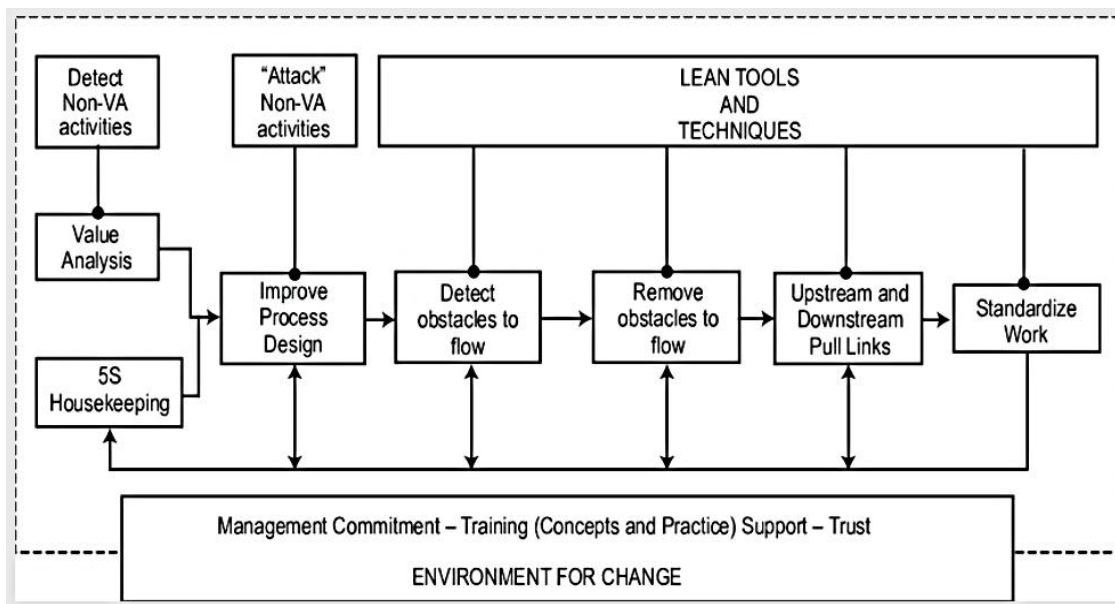 Detect
Non-VA
activities
“Attack”
Non-VA
activities
LEAN TOOLS
AND
TECHNIQUES
Value
Analysis
Improve
Process
Design
Detect
obstacles to
flow
Remove
obstacles to
flow
Upstream and
Downstream
Pull Links
Standardize
Work
5S
Housekeeping
Management Commitment – Training (Concepts and Practice) Support – Trust
ENVIRONMENT FOR CHANGE